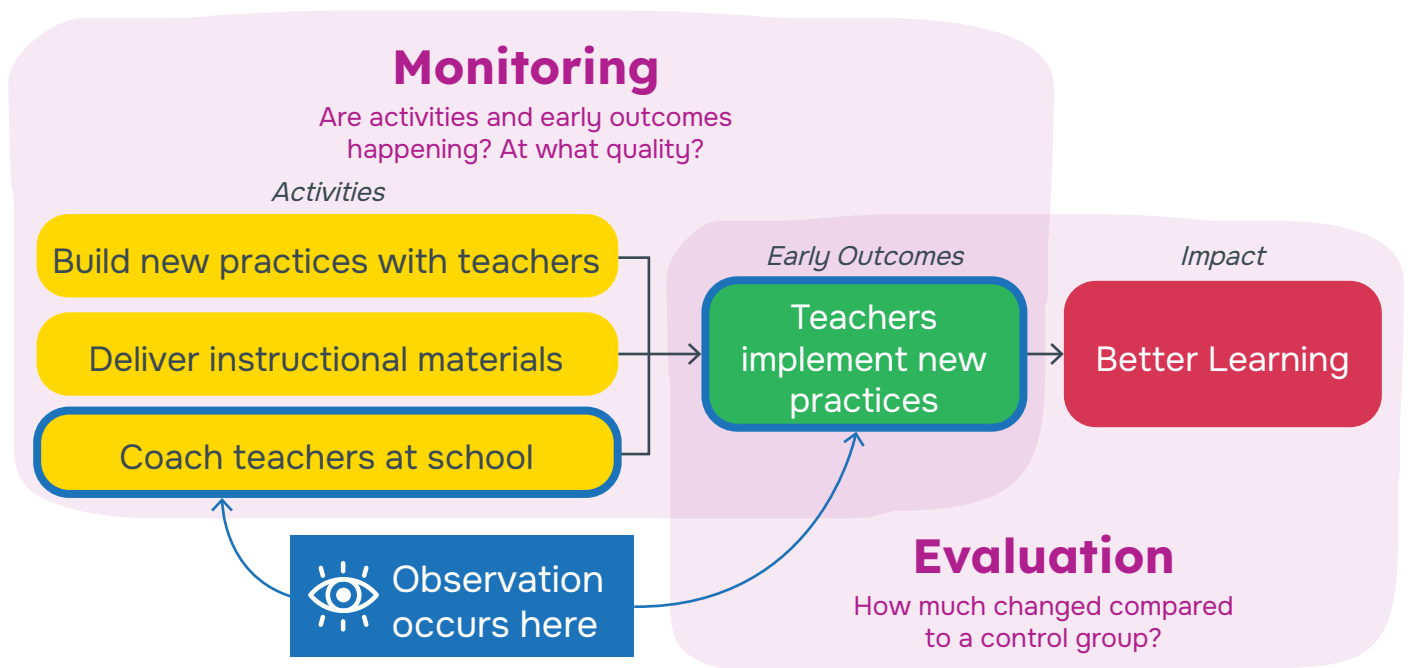 Monitoring
Are activities and early outcomes
happening? At what quality?
Activities
Build new practices with teachers
Deliver instructional materials
Coach teachers at school
Early Outcomes
Teachers
implement new
practices
Impact
Better Learning
Observation
occurs here
Evaluation
How much changed compared
to a control group?